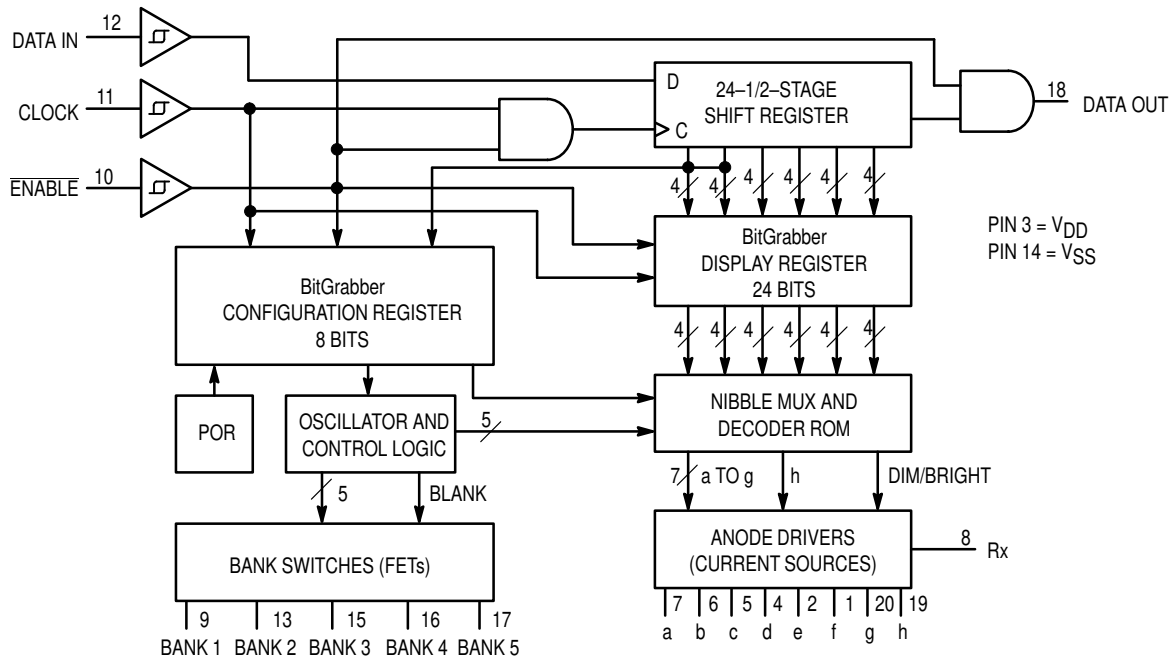 12
DATA IN
11
CLOCK
10
ENABLE
D
C
24–1/2–STAGE
SHIFT REGISTER
18
DATA OUT
4 4 4 4 4 4
PIN 3 = VDD
PIN 14 = VSS
BitGrabber
DISPLAY REGISTER
24 BITS
BitGrabber
CONFIGURATION REGISTER
8 BITS
4 4 4 4 4 4
POR
OSCILLATOR AND
CONTROL LOGIC
5
NIBBLE MUX AND
DECODER ROM
5
BLANK
7
a TO g
h
DIM/BRIGHT
BANK SWITCHES (FETs)
ANODE DRIVERS
(CURRENT SOURCES)
8
Rx
9 13 15 16 17
BANK 1 BANK 2 BANK 3 BANK 4 BANK 5
7 6 5 4 2 1 20 19
a b c d e f g h